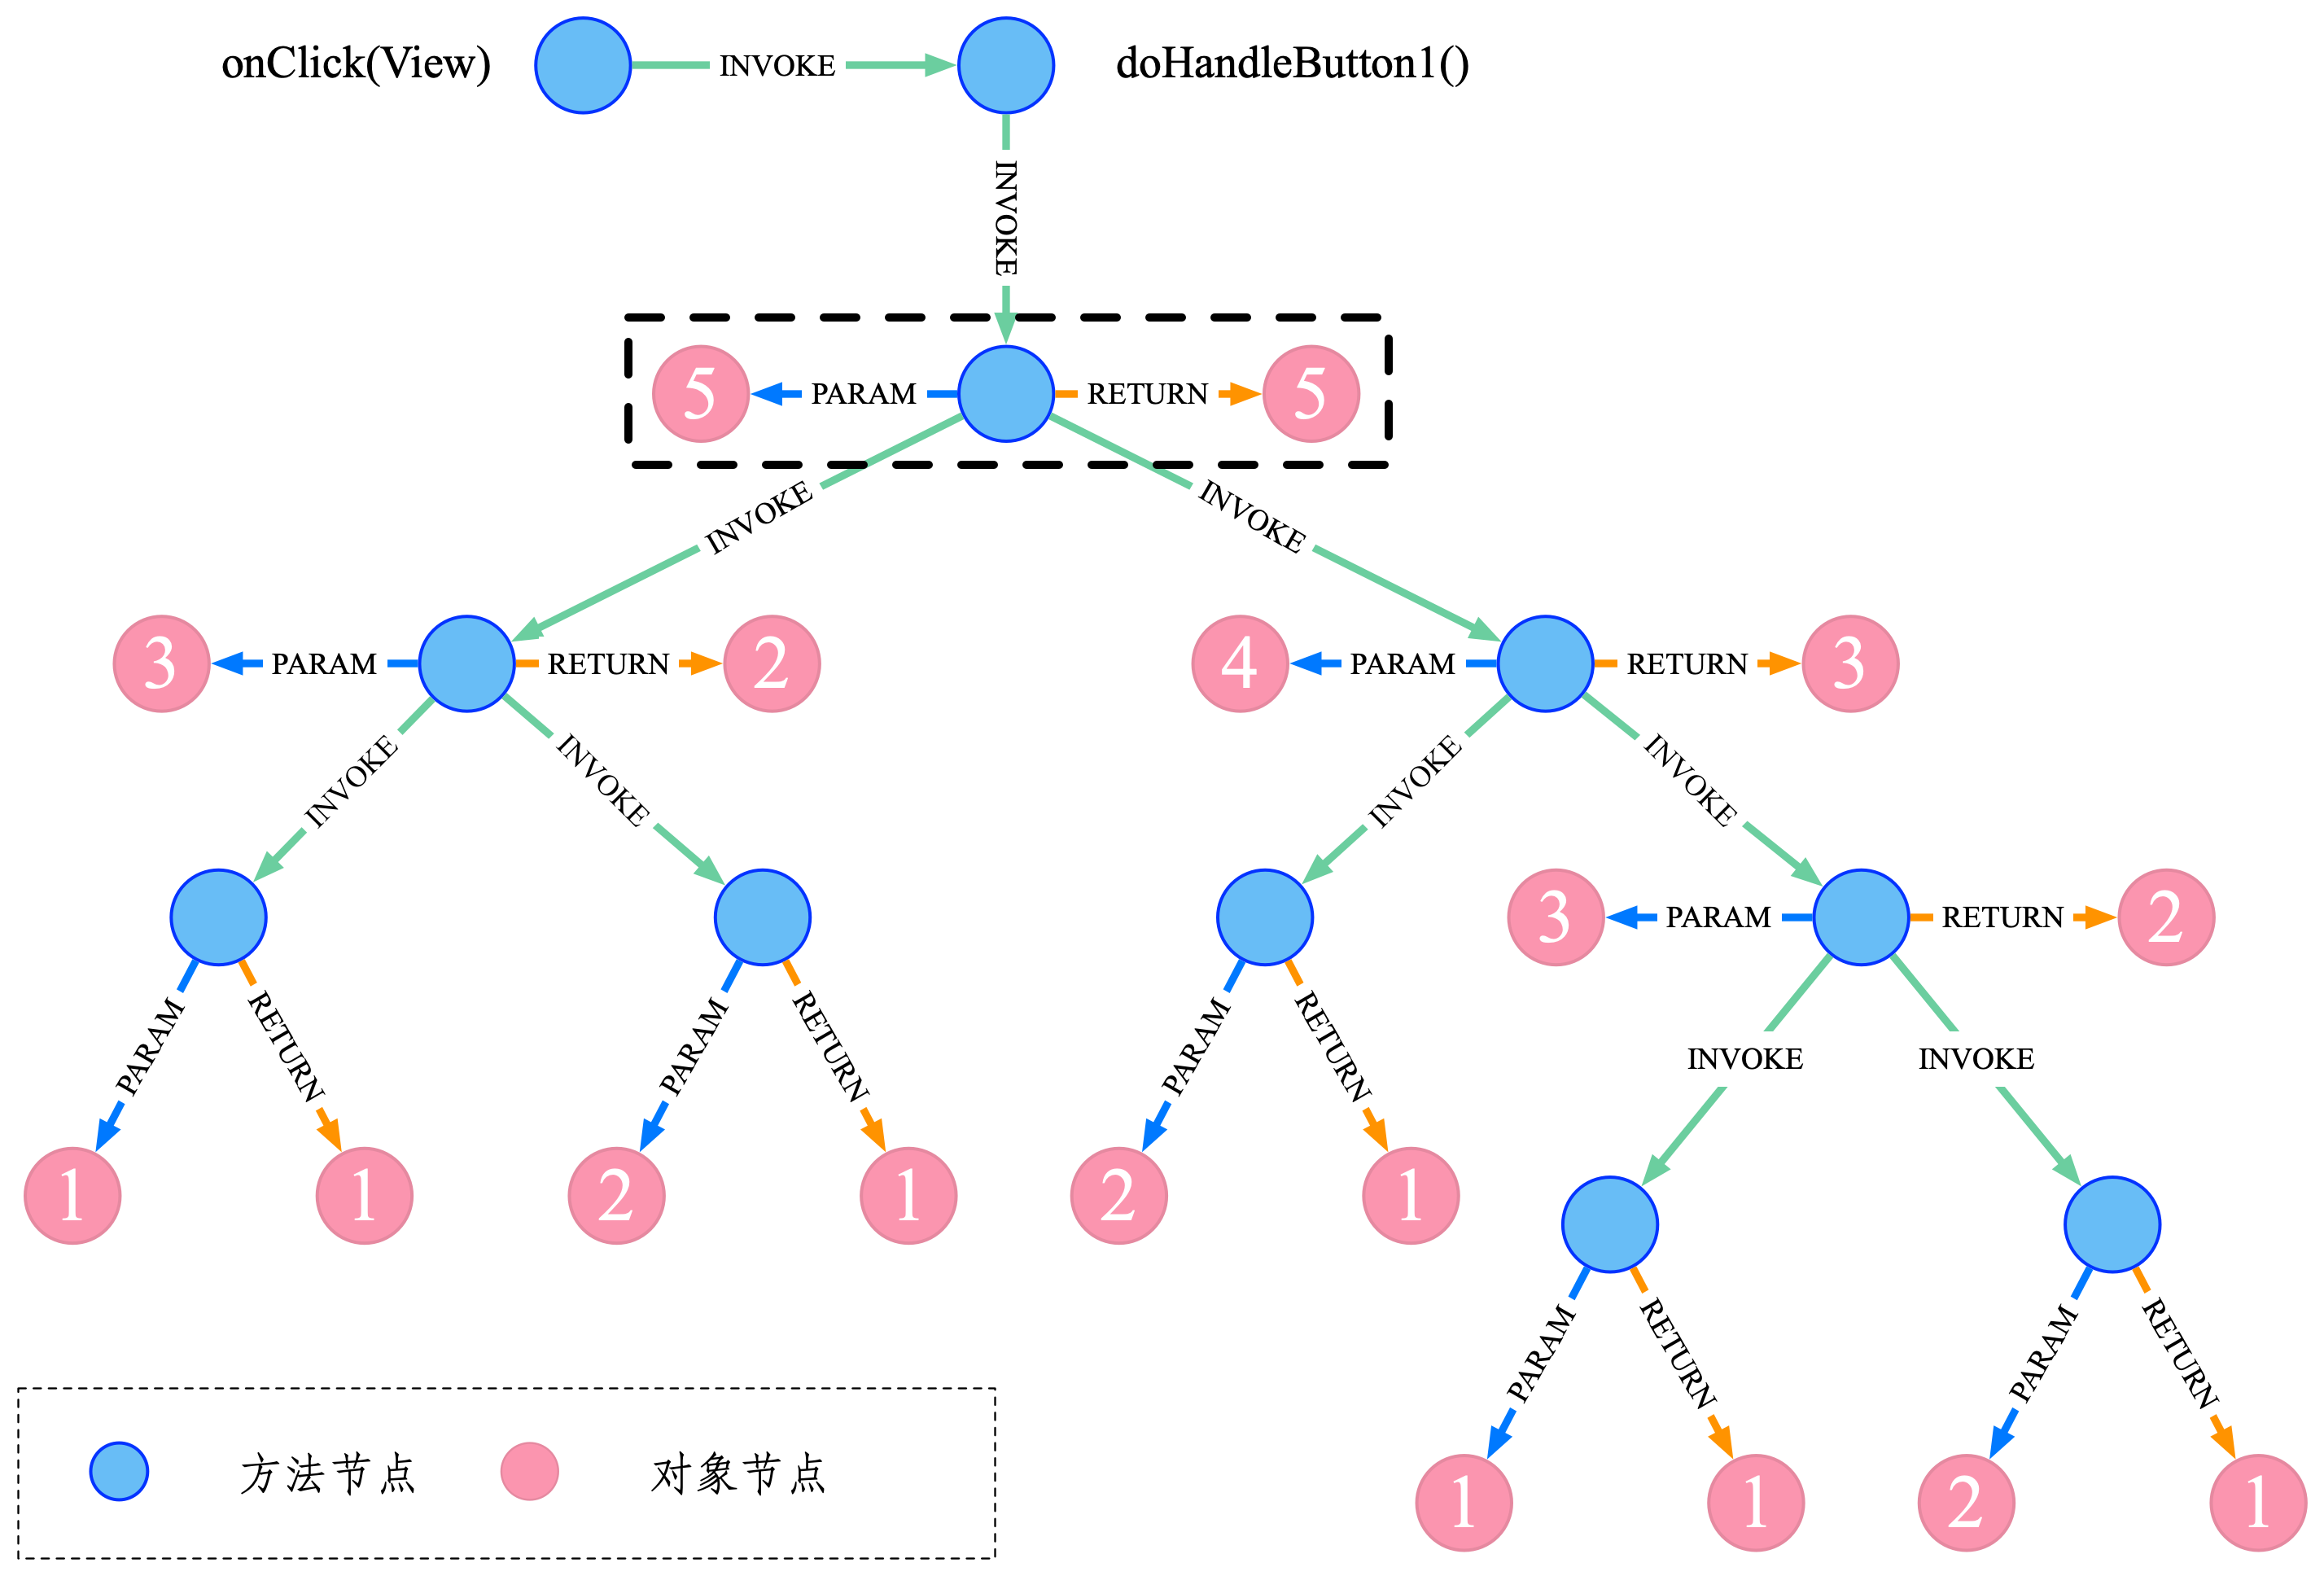 onClick(View) INVOKE doHandleButton1()
INVOKE
5 PARAM RETURN 5
INVOKE INVOKE
3 PARAM RETURN 2 4 PARAM RETURN 3
INVOKE INVOKE INVOKE INVOKE
3 PARAM RETURN 2
PARAM RETURN PARAM RETURN PARAM RETURN INVOKE INVOKE
1 1 2 1 2 1
PARAM RETURN PARAM RETURN
1 1 2 1
方法节点 对象节点